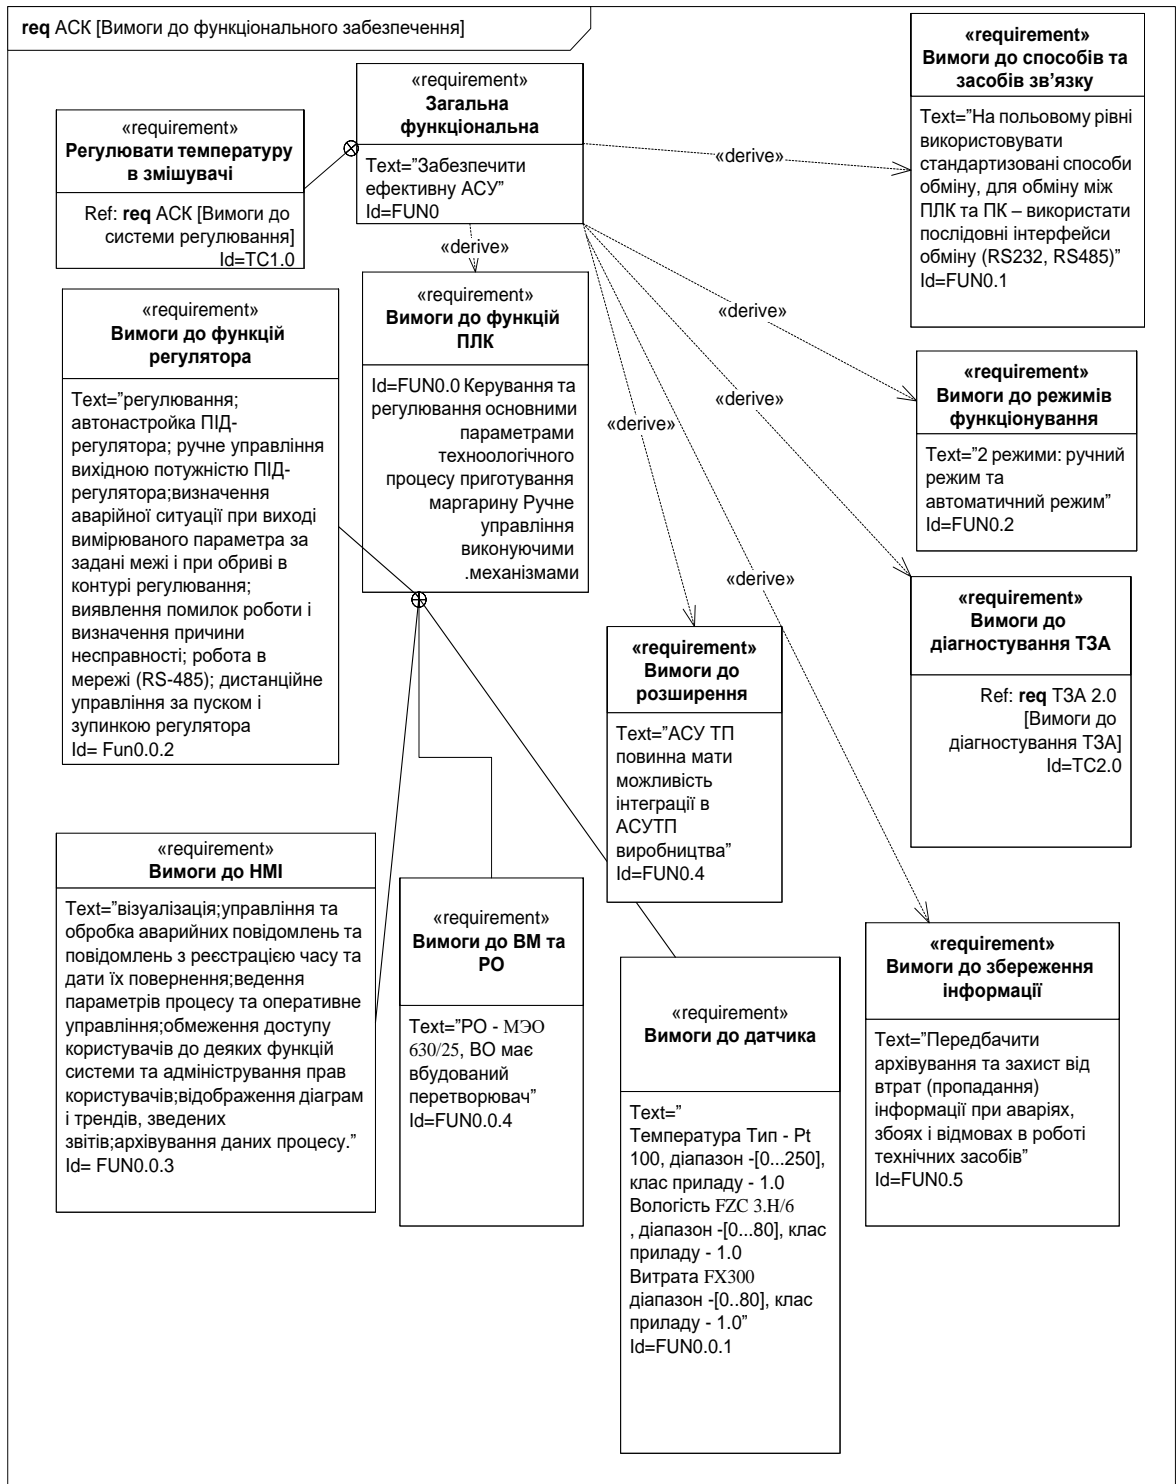 req АСК [Вимоги до функціонального забезпечення]
«requirement»
Вимоги до способів та
засобів зв’язку
Text=”На польовому рівні
використовувати
стандартизовані способи
обміну, для обміну між
ПЛК та ПК – використати
послідовні інтерфейси
обміну (RS232, RS485)”
Id=FUN0.1
«requirement»
Загальна
функціональна
Text=”Забезпечити
ефективну АСУ”
Id=FUN0
«requirement»
Регулювати температуру
в змішувачі
Ref: req АСК [Вимоги до
системи регулювання]
Id=TC1.0
«derive»
«derive»
«derive»
«derive»
«derive»
«derive»
«requirement»
Вимоги до функцій
регулятора
Text=”регулювання;
автонастройка ПІД-
регулятора; ручне управління
вихідною потужністю ПІД-
регулятора;визначення
аварійної ситуації при виході
вимірюваного параметра за
задані межі і при обриві в
контурі регулювання;
виявлення помилок роботи і
визначення причини
несправності; робота в
мережі (RS-485); дистанційне
управління за пуском і
зупинкою регулятора
Id= Fun0.0.2
«requirement»
Вимоги до функцій
ПЛК
Id=FUN0.0 Керування та
регулювання основними
параметрами
техноологічного
процесу приготування
маргарину Ручне
управління
виконуючими
.механізмами
«requirement»
Вимоги до режимів
функціонування
Text=”2 режими: ручний
режим та
автоматичний режим”
Id=FUN0.2
«requirement»
Вимоги до
діагностування ТЗА
Ref: req ТЗА 2.0
[Вимоги до
діагностування ТЗА]
Id=TC2.0
«requirement»
Вимоги до
розширення
Text=”АСУ ТП
повинна мати
можливість
інтеграції в
АСУТП
виробництва”
Id=FUN0.4
«requirement»
Вимоги до HMI
Text=”візуалізація;управління та
обробка аварийних повідомлень та
повідомлень з реєстрацією часу та
дати їх повернення;ведення
параметрів процесу та оперативне
управління;обмеження доступу
користувачів до деяких функцій
системи та адміністрування прав
користувачів;відображення діаграм
і трендів, зведених
звітів;архівування даних процесу.”
Id= FUN0.0.3
«requirement»
Вимоги до ВМ та
РО
Text=”РО - МЭО
630/25, ВО має
вбудований
перетворювач”
Id=FUN0.0.4
«requirement»
Вимоги до датчика
Text=”
Температура Тип - Pt
100, діапазон -[0...250],
клас приладу - 1.0
Вологість FZC 3.H/6
, діапазон -[0...80], клас
приладу - 1.0
Витрата FX300
діапазон -[0..80], клас
приладу - 1.0”
Id=FUN0.0.1
«requirement»
Вимоги до збереження
інформації
Text=”Передбачити
архівування та захист від
втрат (пропадання)
інформації при аваріях,
збоях і відмовах в роботі
технічних засобів”
Id=FUN0.5